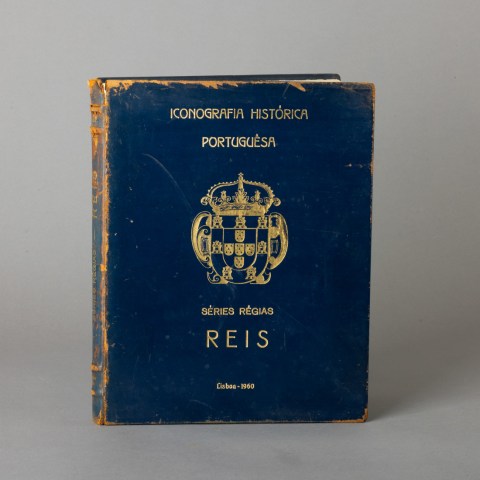 ICONOGRAFIA HISTÓRICA
PORTUGUÊSA
SÉRIES RÉGIAS
REIS
Lisboa-1960